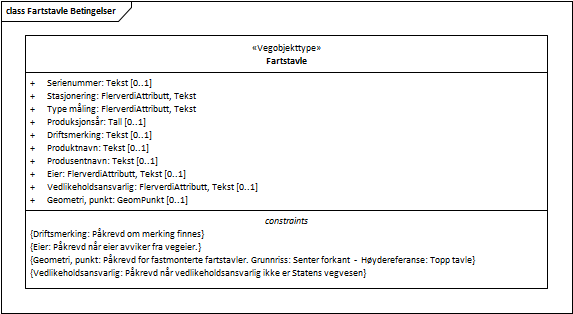 class Fartstavle Betingelser
«Vegobjekttype»
Fartstavle
+ Serienummer: Tekst [0..1]
+ Stasjonering: FlerverdiAttributt, Tekst
+ Type måling: FlerverdiAttributt, Tekst
+ Produksjonsår: Tall [0..1]
+ Driftsmerking: Tekst [0..1]
+ Produktnavn: Tekst [0..1]
+ Produsentnavn: Tekst [0..1]
+ Eier: FlerverdiAttributt, Tekst [0..1]
+ Vedlikeholdsansvarlig: FlerverdiAttributt, Tekst [0..1]
+ Geometri, punkt: GeomPunkt [0..1]
constraints
{Driftsmerking: Påkrevd om merking finnes}
{Eier: Påkrevd når eier avviker fra vegeier.}
{Geometri, punkt: Påkrevd for fastmonterte fartstavler. Grunnriss: Senter forkant - Høydereferanse: Topp tavle}
{Vedlikeholdsansvarlig: Påkrevd når vedlikeholdsansvarlig ikke er Statens vegvesen}